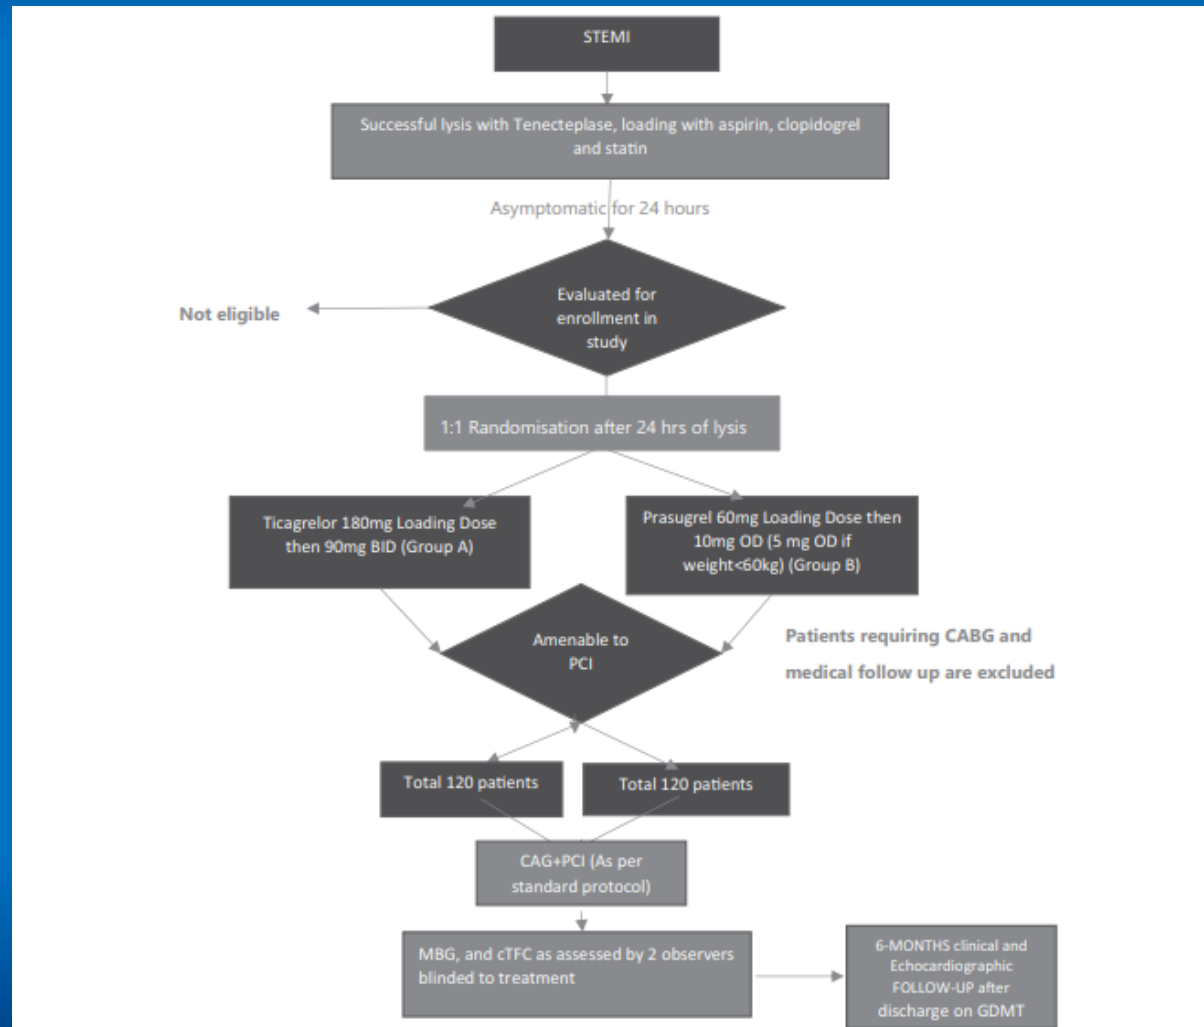 STEMI
Successful lysis with Tenecteplase, loading with aspirin, clopidogrel
and statin
Asymptomatic for 24 hours
Evaluated for
enrollment in
study
Not eligible
1:1 Randomisation after 24 hrs of lysis
Ticagrelor 180mg Loading Dose
then 90mg BID (Group A)
Prasugrel 60mg Loading Dose then
10mg OD (5 mg OD if
weight<60kg) (Group B)
Amenable to
PCI
Patients requiring CABG and
medical follow up are excluded
Total 120 patients
Total 120 patients
CAG+PCI (As per
standard protocol)
MBG, and cTFC as assessed by 2 observers
blinded to treatment
6-MONTHS clinical and
Echocardiographic
FOLLOW-UP after
discharge on GDMT